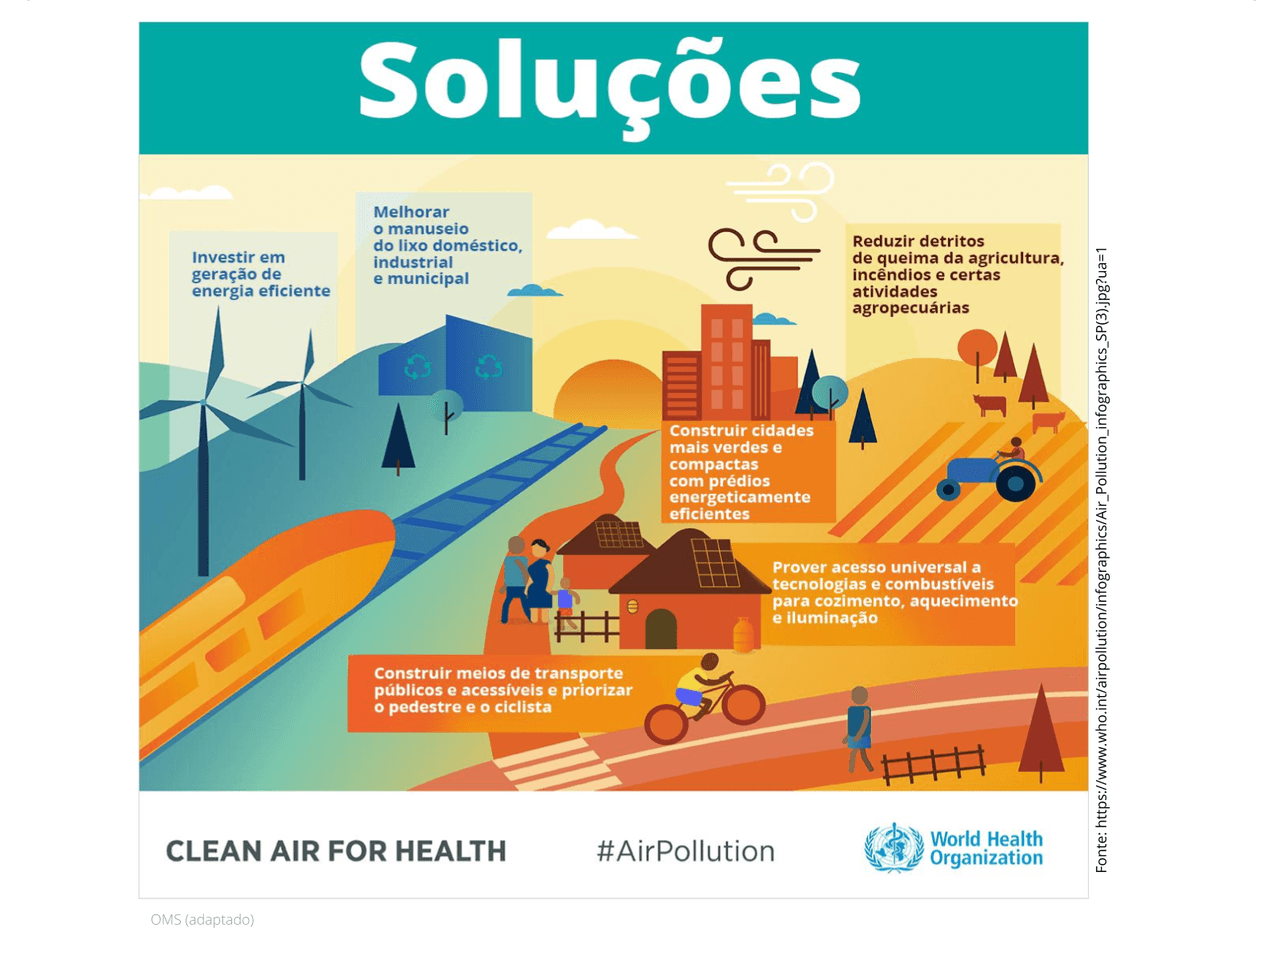 Soluções
Investir em
geração de
energia eficiente
Melhorar
o manuseio
do lixo doméstico,
industrial
e municipal
Reduzir detritos
de queima da agricultura,
incêndios e certas
atividades
agropecuárias
Construir cidades
mais verdes e
compactas
com prédios
energeticamente
eficientes
Prover acesso universal a
tecnologias e combustíveis
para cozimento, aquecimento
e iluminação
Construir meios de transporte
públicos e acessíveis e priorizar
o pedestre e o ciclista
CLEAN AIR FOR HEALTH
#AirPollution
World Health
Organization
OMS (adaptado)
Fonte: https://www.who.int/airpollution/infographics/Air_Pollution_infographics_SP(3).jpg?ua=1